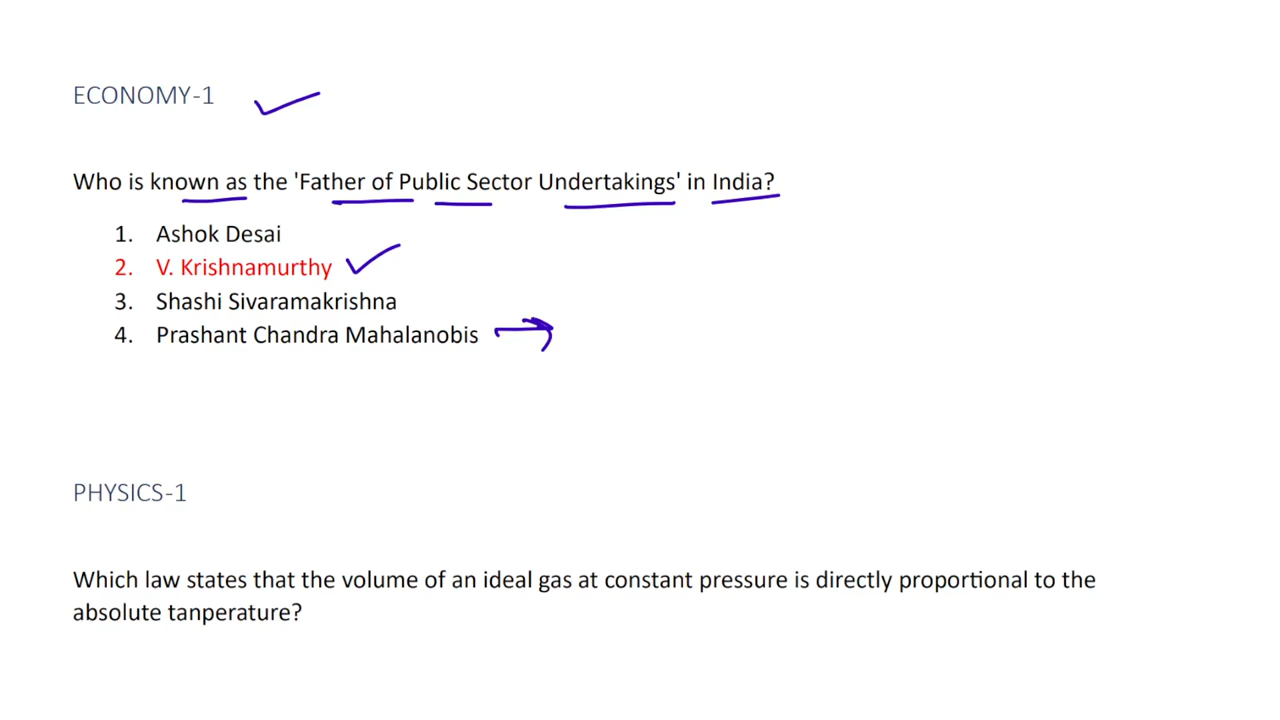 ECONOMY-1
Who is known as the 'Father of Public Sector Undertakings' in India?
1. Ashok Desai
2. V. Krishnamurthy
3. Shashi Sivaramakrishna
4. Prashant Chandra Mahalanobis
PHYSICS-1
Which law states that the volume of an ideal gas at constant pressure is directly proportional to the
absolute tanperature?